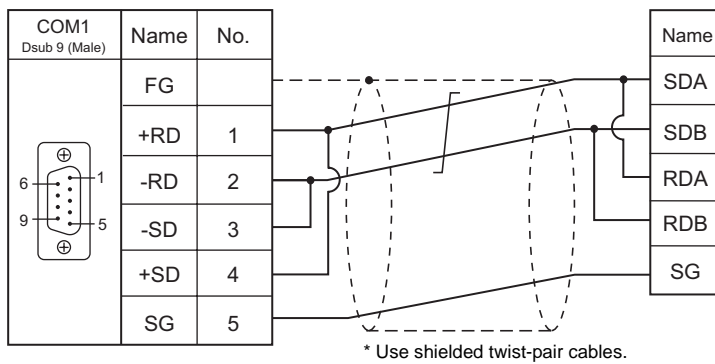 COM1
Dsub 9 (Male)
Name No.
FG
+RD 1
-RD 2
-SD 3
+SD 4
SG 5
6 1
9 5
Name
SDA
SDB
RDA
RDB
SG
* Use shielded twist-pair cables.